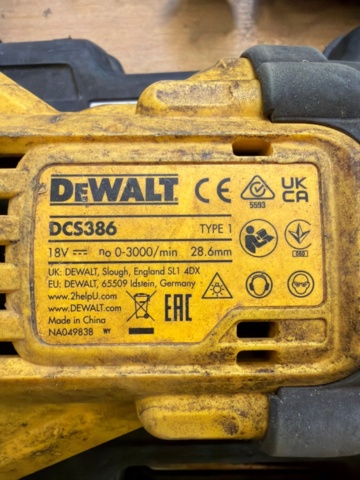 DEWALT CE 5593 UK CA
DCS386 TYPE 1
18V n₀ 0-3000/min 28.6mm
UK: DEWALT, Slough, England SL1 4DX
EU: DEWALT, 65509 Idstein, Germany
www.2helpU.com
www.DEWALT.com
Made in China
NA049838 WY
EAC